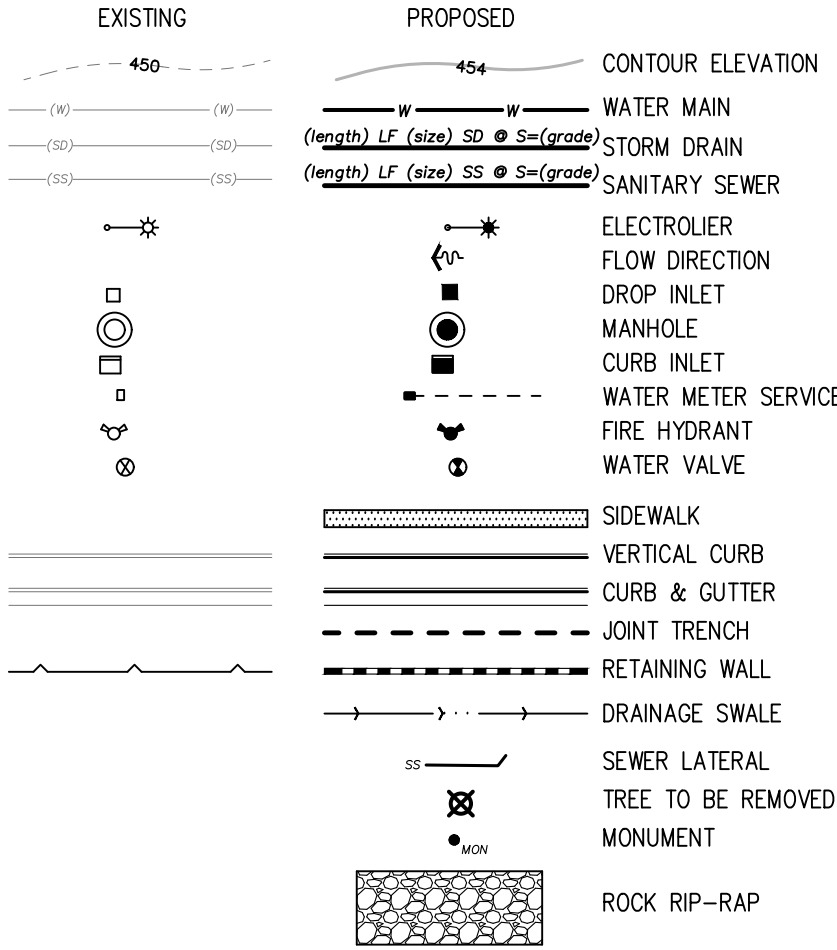 EXISTING PROPOSED
450 454 CONTOUR ELEVATION
(W) (W) W W WATER MAIN
(SD) (SD) (length) LF (size) SD @ S=(grade) STORM DRAIN
(SS) (SS) (length) LF (size) SS @ S=(grade) SANITARY SEWER
ELECTROLIER
FLOW DIRECTION
DROP INLET
MANHOLE
CURB INLET
WATER METER SERVICE
FIRE HYDRANT
WATER VALVE
SIDEWALK
VERTICAL CURB
CURB & GUTTER
JOINT TRENCH
RETAINING WALL
DRAINAGE SWALE
SS SEWER LATERAL
TREE TO BE REMOVED
MON MONUMENT
ROCK RIP-RAP